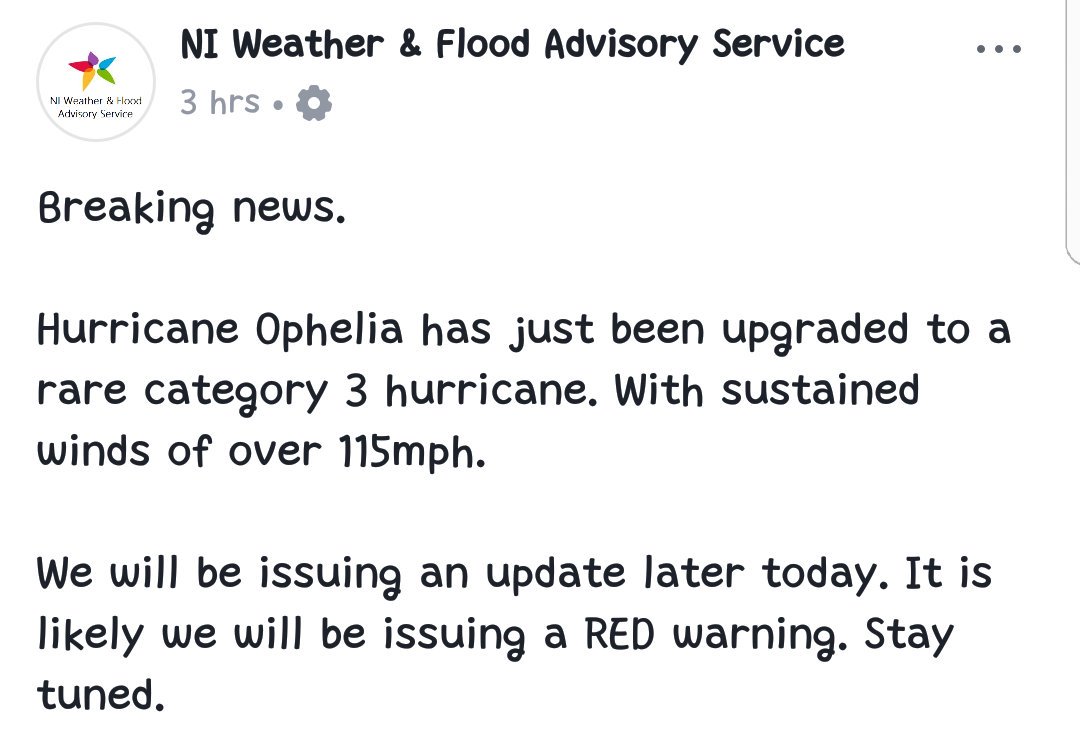 NI Weather & Flood Advisory Service
NI Weather & Flood
Advisory Service
3 hrs •
Breaking news.
Hurricane Ophelia has just been upgraded to a
rare category 3 hurricane. With sustained
winds of over 115mph.
We will be issuing an update later today. It is
likely we will be issuing a RED warning. Stay
tuned.